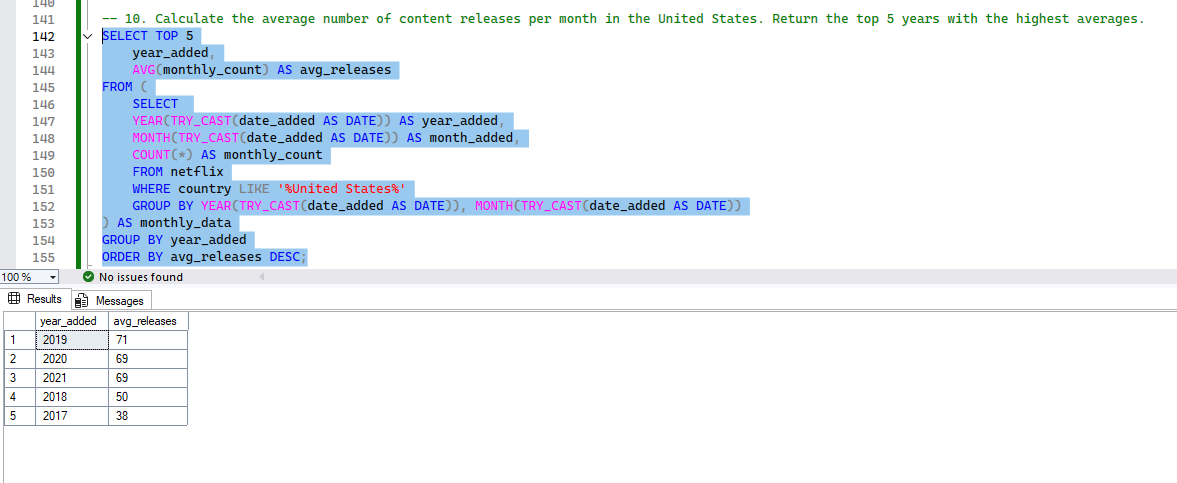 140
141 -- 10. Calculate the average number of content releases per month in the United States. Return the top 5 years with the highest averages.
142 SELECT TOP 5
143 year_added,
144 AVG(monthly_count) AS avg_releases
145 FROM (
146 SELECT
147 YEAR(TRY_CAST(date_added AS DATE)) AS year_added,
148 MONTH(TRY_CAST(date_added AS DATE)) AS month_added,
149 COUNT(*) AS monthly_count
150 FROM netflix
151 WHERE country LIKE '%United States%'
152 GROUP BY YEAR(TRY_CAST(date_added AS DATE)), MONTH(TRY_CAST(date_added AS DATE))
153 ) AS monthly_data
154 GROUP BY year_added
155 ORDER BY avg_releases DESC;
100 % No issues found
Results Messages
year_added avg_releases
1 2019 71
2 2020 69
3 2021 69
4 2018 50
5 2017 38